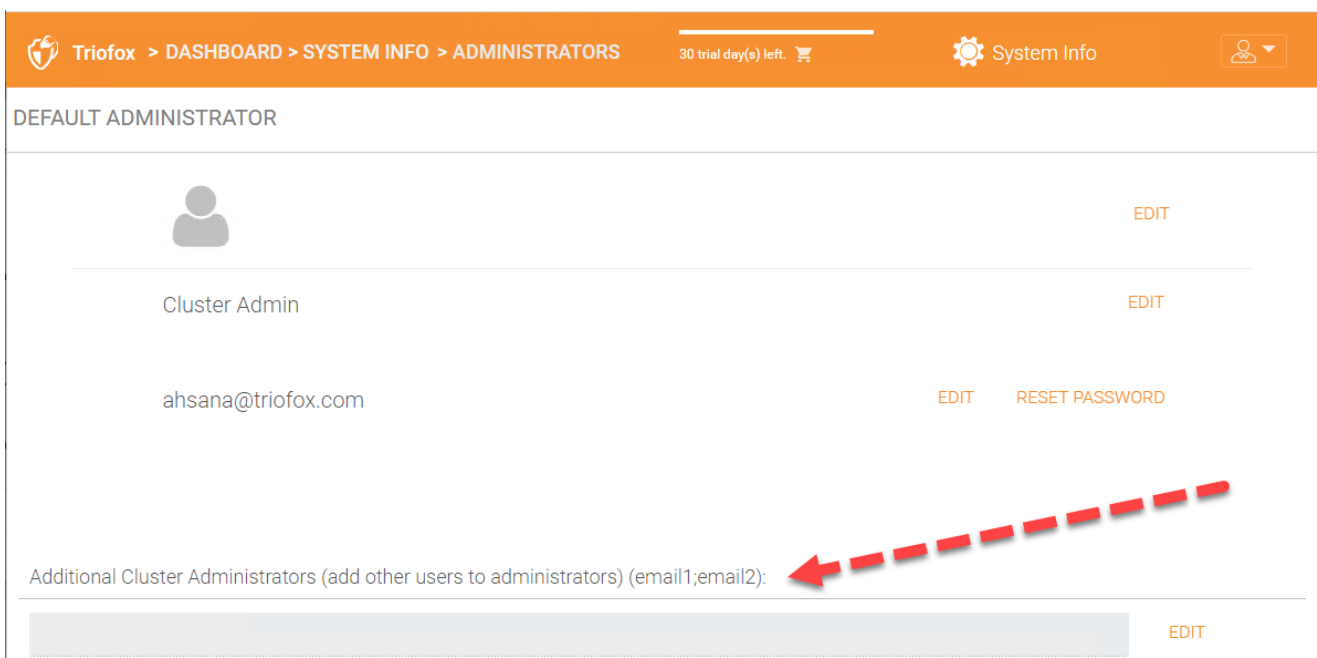 Triofox > DASHBOARD > SYSTEM INFO > ADMINISTRATORS 30 trial day(s) left. System Info
DEFAULT ADMINISTRATOR
EDIT
Cluster Admin EDIT
ahsana@triofox.com EDIT RESET PASSWORD
Additional Cluster Administrators (add other users to administrators) (email1;email2):
EDIT